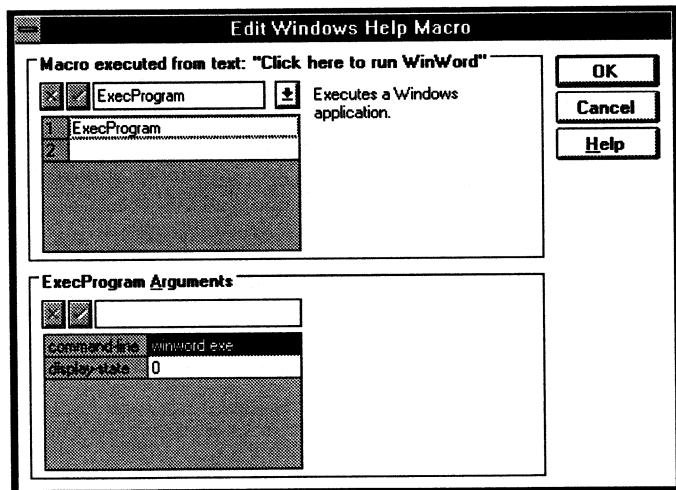 Edit Windows Help Macro
Macro executed from text: "Click here to run WinWord"
ExecProgram
Executes a Windows
application.
1 ExecProgram
2
OK
Cancel
Help
ExecProgram Arguments
command-line winword.exe
display-state 0